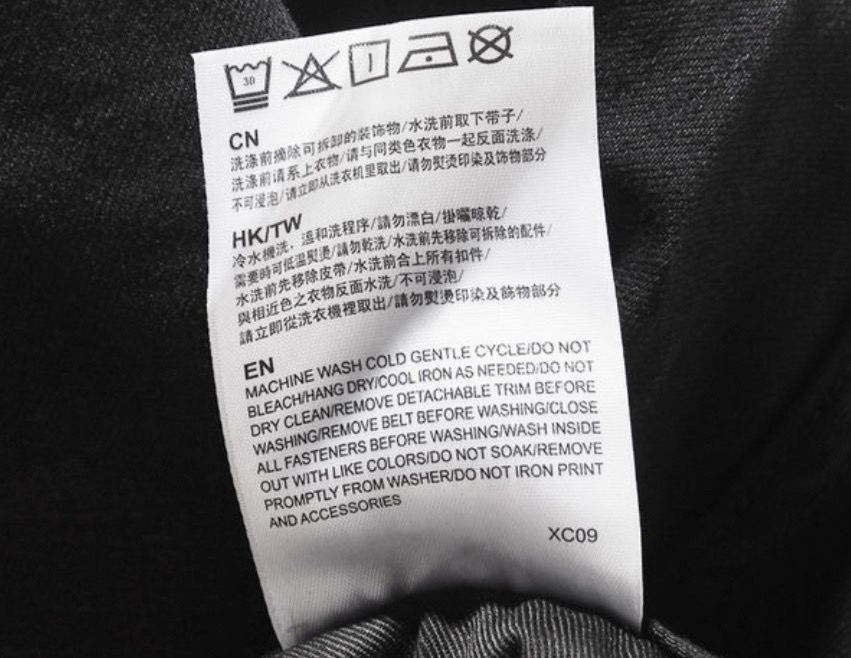 30
CN
洗涤前摘除可拆卸的装饰物/水洗前取下带子/
洗涤前请系上衣物/请与同类色衣物一起反面洗涤/
不可浸泡/请立即从洗衣机里取出/请勿熨烫印染及饰物部分
HK/TW
冷水機洗．溫和洗程序/請勿漂白/掛曬晾乾/
需要時可低溫熨燙/請勿乾洗/水洗前先移除可拆除的配件/
水洗前先移除皮帶/水洗前合上所有扣件/
與相近色之衣物反面水洗/不可浸泡/
請立即從洗衣機裡取出/請勿熨燙印染及飾物部分
EN
MACHINE WASH COLD GENTLE CYCLE/DO NOT
BLEACH/HANG DRY/COOL IRON AS NEEDED/DO NOT
DRY CLEAN/REMOVE DETACHABLE TRIM BEFORE
WASHING/REMOVE BELT BEFORE WASHING/CLOSE
ALL FASTENERS BEFORE WASHING/WASH INSIDE
OUT WITH LIKE COLORS/DO NOT SOAK/REMOVE
PROMPTLY FROM WASHER/DO NOT IRON PRINT
AND ACCESSORIES
XC09